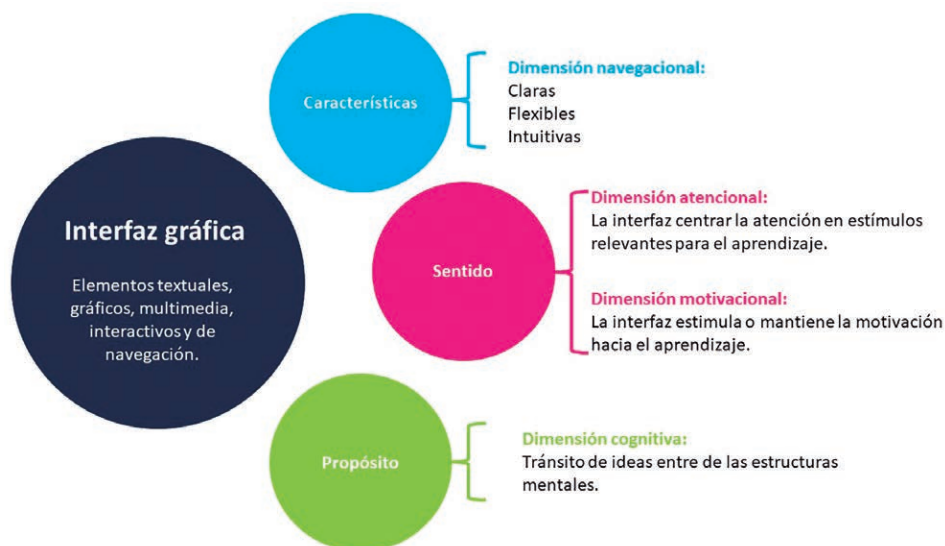 Interfaz gráfica
Elementos textuales,
gráficos, multimedia,
interactivos y de
navegación.
Característícas
Dimensión navegacional:
Claras
Flexibles
Intuitivas
Sentido
Dimensión atencional:
La interfaz centrar la atención en estímulos
relevantes para el aprendizaje.
Dimensión motivacional:
La interfaz estimula o mantiene la motivación
hacia el aprendizaje.
Propósito
Dimensión cognitiva:
Tránsito de ideas entre de las estructuras
mentales.